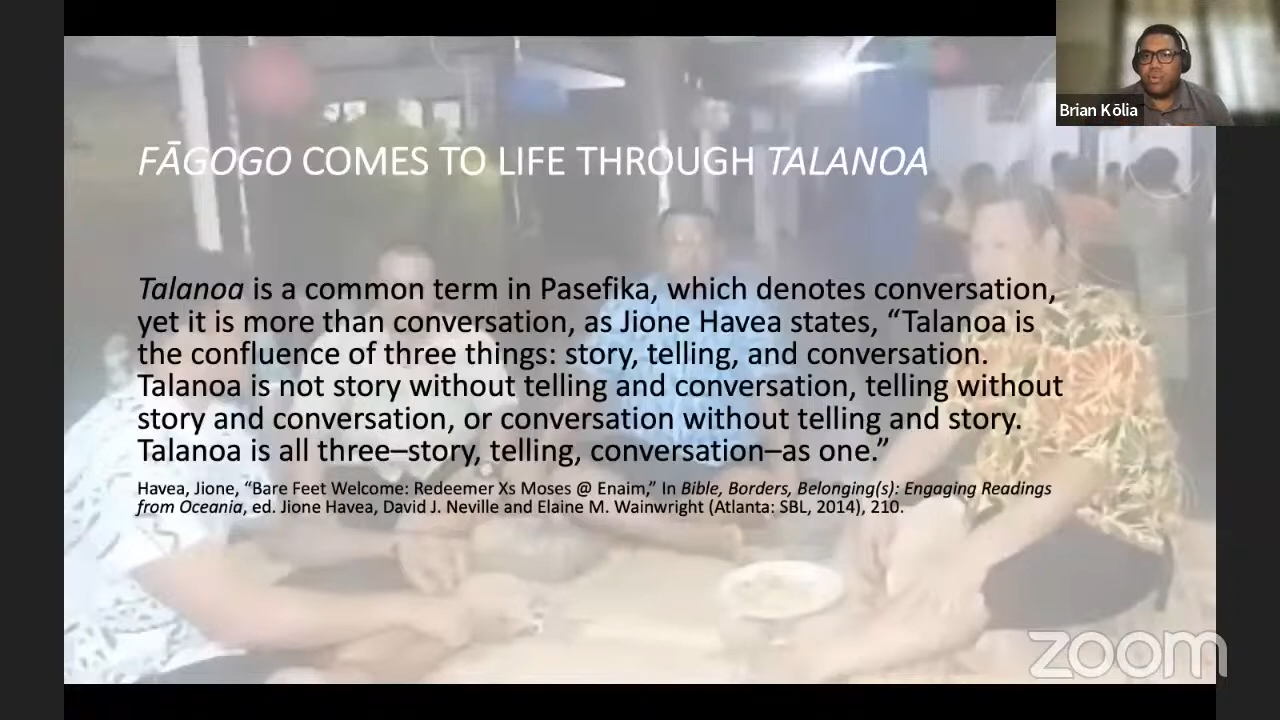 Brian Kōlia
FĀGOGO COMES TO LIFE THROUGH TALANOA
Talanoa is a common term in Pasefika, which denotes conversation,
yet it is more than conversation, as Jione Havea states, “Talanoa is
the confluence of three things: story, telling, and conversation.
Talanoa is not story without telling and conversation, telling without
story and conversation, or conversation without telling and story.
Talanoa is all three–story, telling, conversation–as one.”
Havea, Jione, “Bare Feet Welcome: Redeemer Xs Moses @ Enaim,” In Bible, Borders, Belonging(s): Engaging Readings
from Oceania, ed. Jione Havea, David J. Neville and Elaine M. Wainwright (Atlanta: SBL, 2014), 210.
zoom